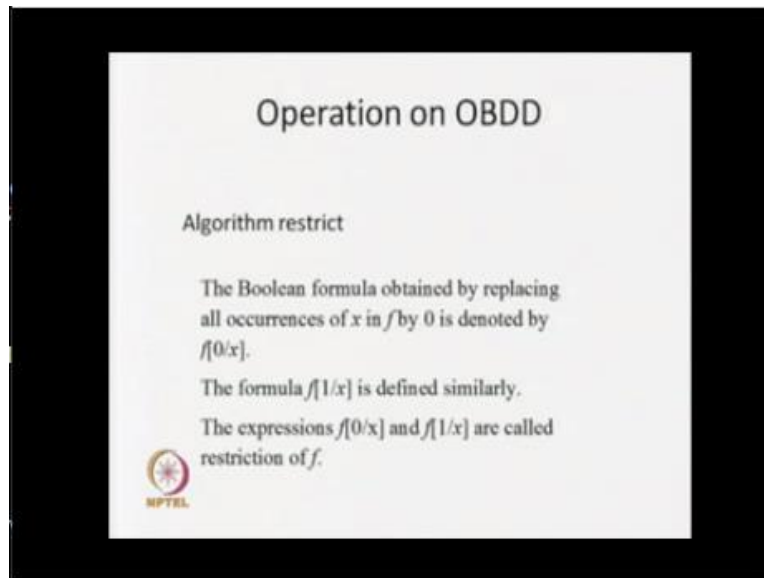 Operation on OBDD
Algorithm restrict
The Boolean formula obtained by replacing
all occurrences of x in f by 0 is denoted by
f[0/x].
The formula f[1/x] is defined similarly.
The expressions f[0/x] and f[1/x] are called
restriction of f.
NPTEL